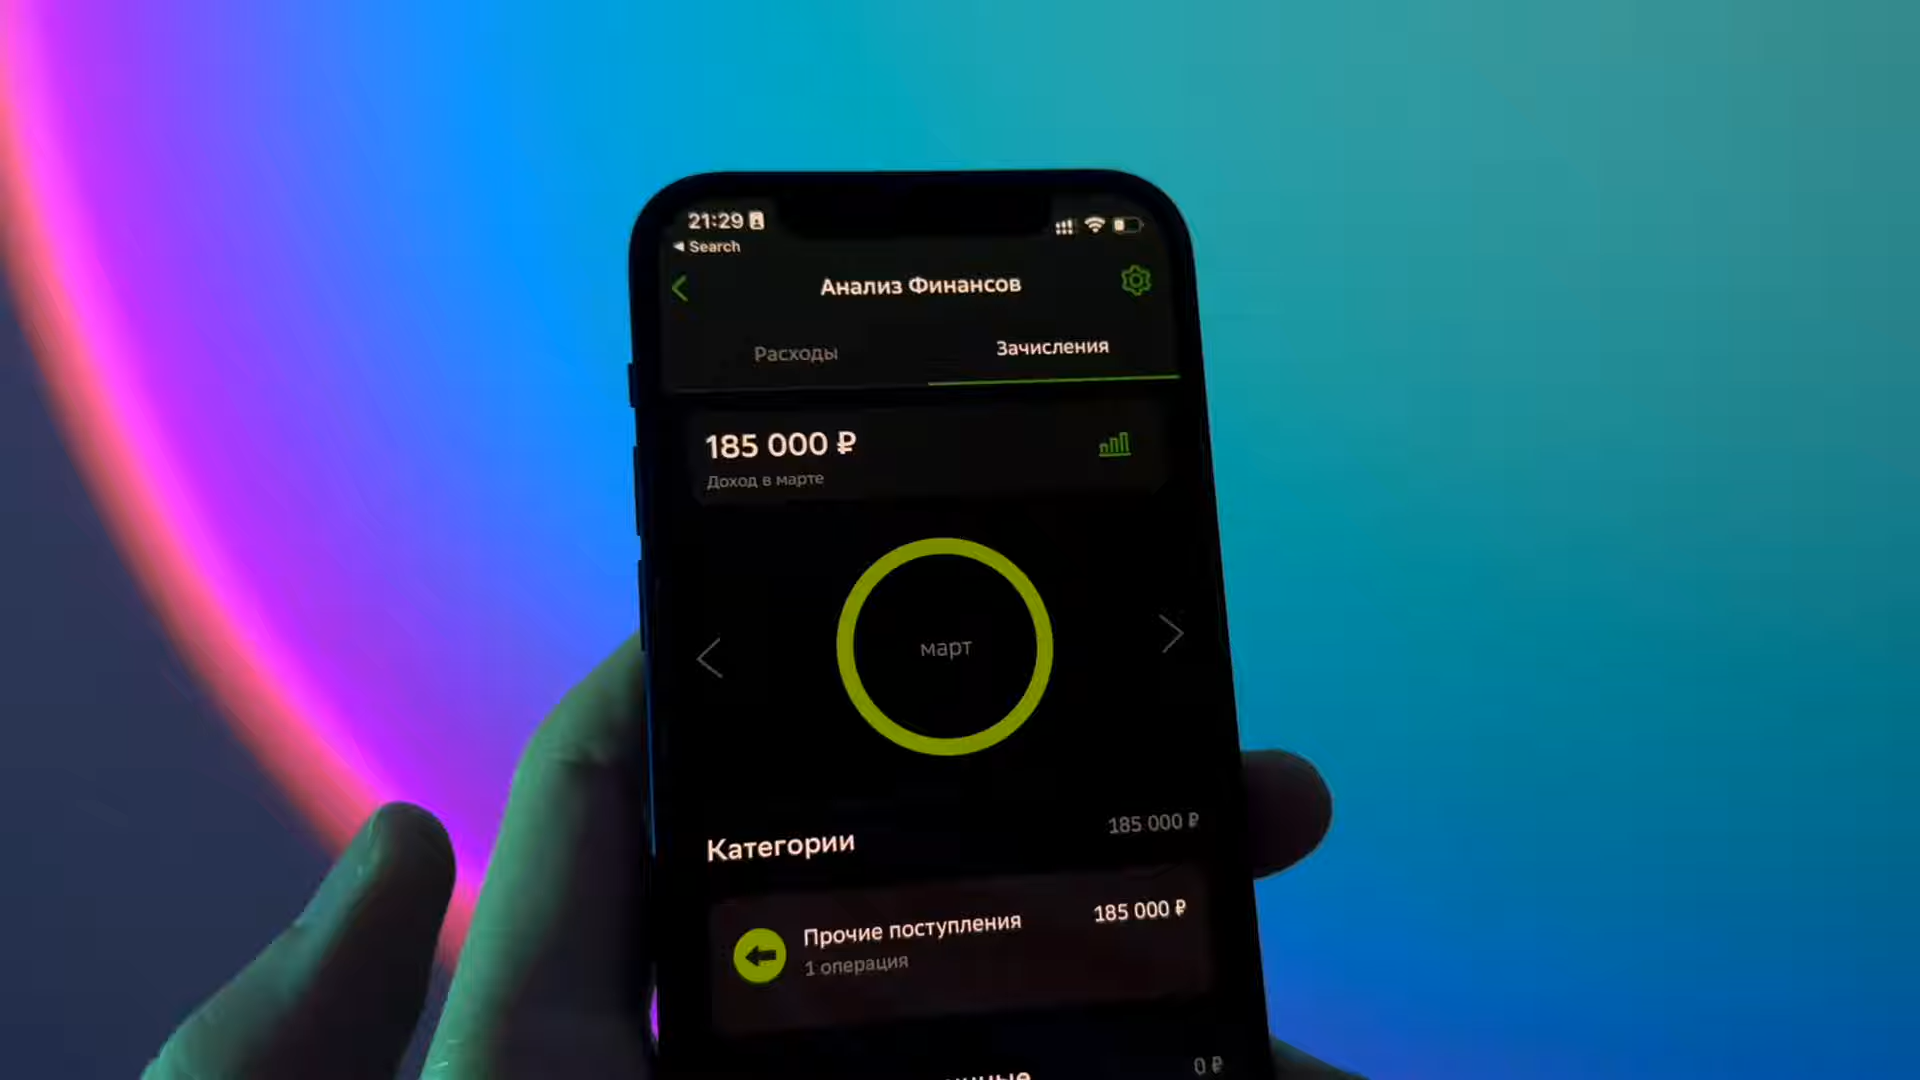 21:29
Search
Анализ Финансов
Расходы
Зачисления
185 000 ₽
Доход в марте
март
Категории
185 000 ₽
Прочие поступления
185 000 ₽
1 операция
0 ₽